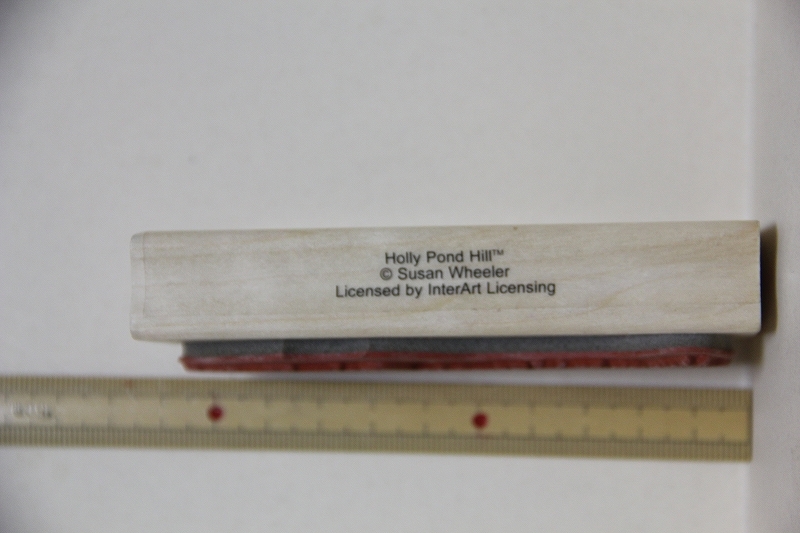 Holly Pond Hill™
© Susan Wheeler
Licensed by InterArt Licensing